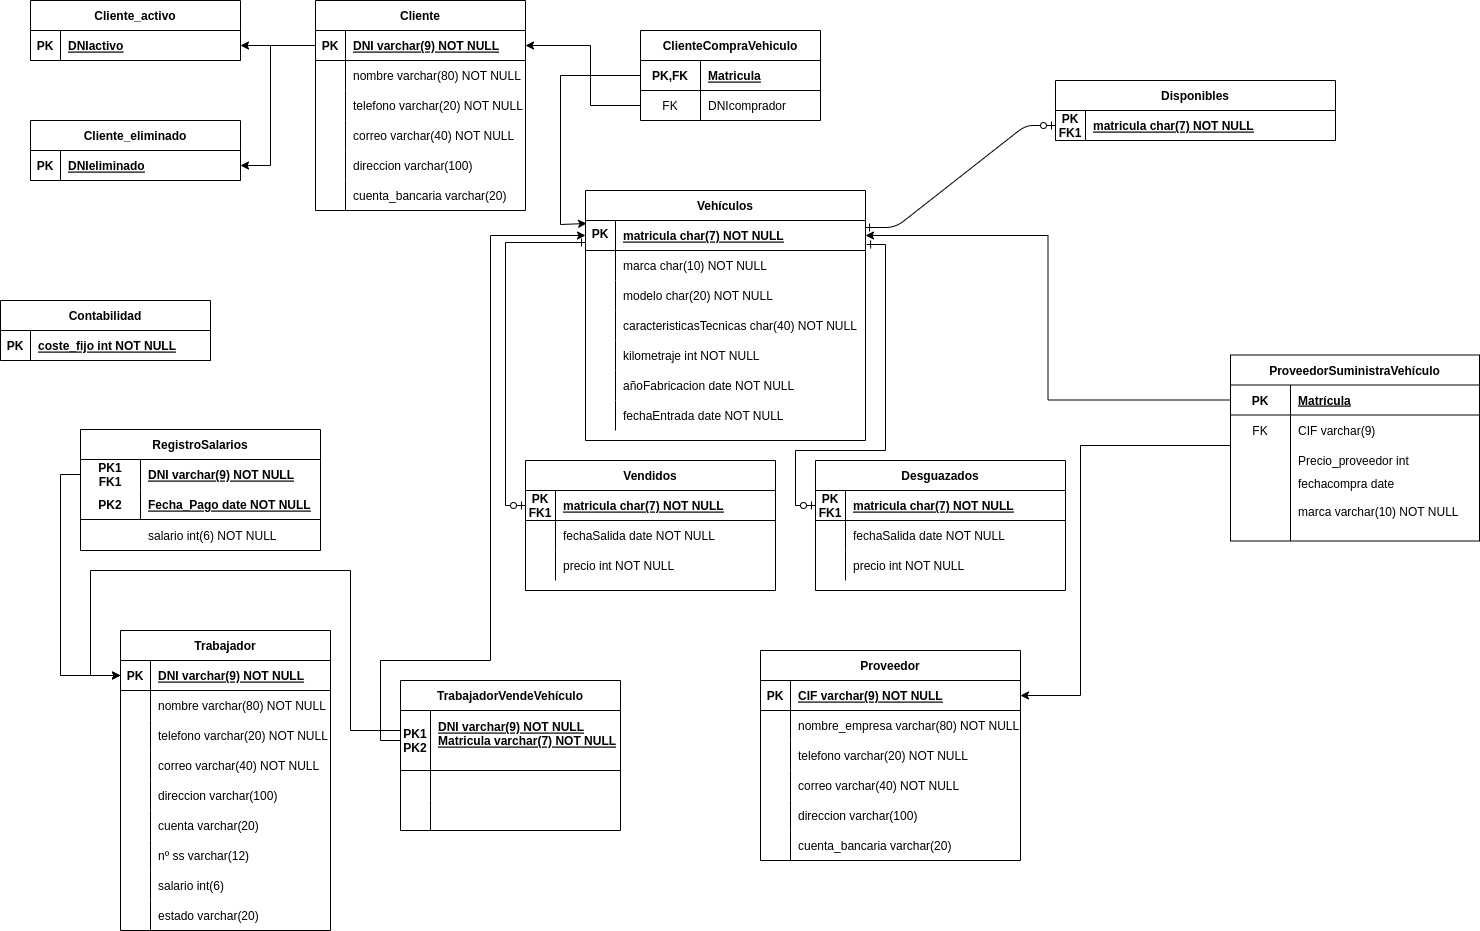 Cliente_activo
PK DNIactivo
Cliente_eliminado
PK DNIeliminado
Cliente
PK DNI varchar(9) NOT NULL
nombre varchar(80) NOT NULL
telefono varchar(20) NOT NULL
correo varchar(40) NOT NULL
direccion varchar(100)
cuenta_bancaria varchar(20)
ClienteCompraVehiculo
PK,FK Matricula
FK DNIcomprador
Disponibles
PK
FK1 matricula char(7) NOT NULL
Vehículos
PK matricula char(7) NOT NULL
marca char(10) NOT NULL
modelo char(20) NOT NULL
caracteristicasTecnicas char(40) NOT NULL
kilometraje int NOT NULL
añoFabricacion date NOT NULL
fechaEntrada date NOT NULL
Contabilidad
PK coste_fijo int NOT NULL
ProveedorSuministraVehículo
PK Matrícula
FK CIF varchar(9)
Precio_proveedor int
fechacompra date
marca varchar(10) NOT NULL
RegistroSalarios
PK1
FK1 DNI varchar(9) NOT NULL
PK2 Fecha_Pago date NOT NULL
salario int(6) NOT NULL
Vendidos
PK
FK1 matricula char(7) NOT NULL
fechaSalida date NOT NULL
precio int NOT NULL
Desguazados
PK
FK1 matricula char(7) NOT NULL
fechaSalida date NOT NULL
precio int NOT NULL
Trabajador
PK DNI varchar(9) NOT NULL
nombre varchar(80) NOT NULL
telefono varchar(20) NOT NULL
correo varchar(40) NOT NULL
direccion varchar(100)
cuenta varchar(20)
nº ss varchar(12)
salario int(6)
estado varchar(20)
TrabajadorVendeVehículo
PK1 DNI varchar(9) NOT NULL
PK2 Matricula varchar(7) NOT NULL
Proveedor
PK CIF varchar(9) NOT NULL
nombre_empresa varchar(80) NOT NULL
telefono varchar(20) NOT NULL
correo varchar(40) NOT NULL
direccion varchar(100)
cuenta_bancaria varchar(20)